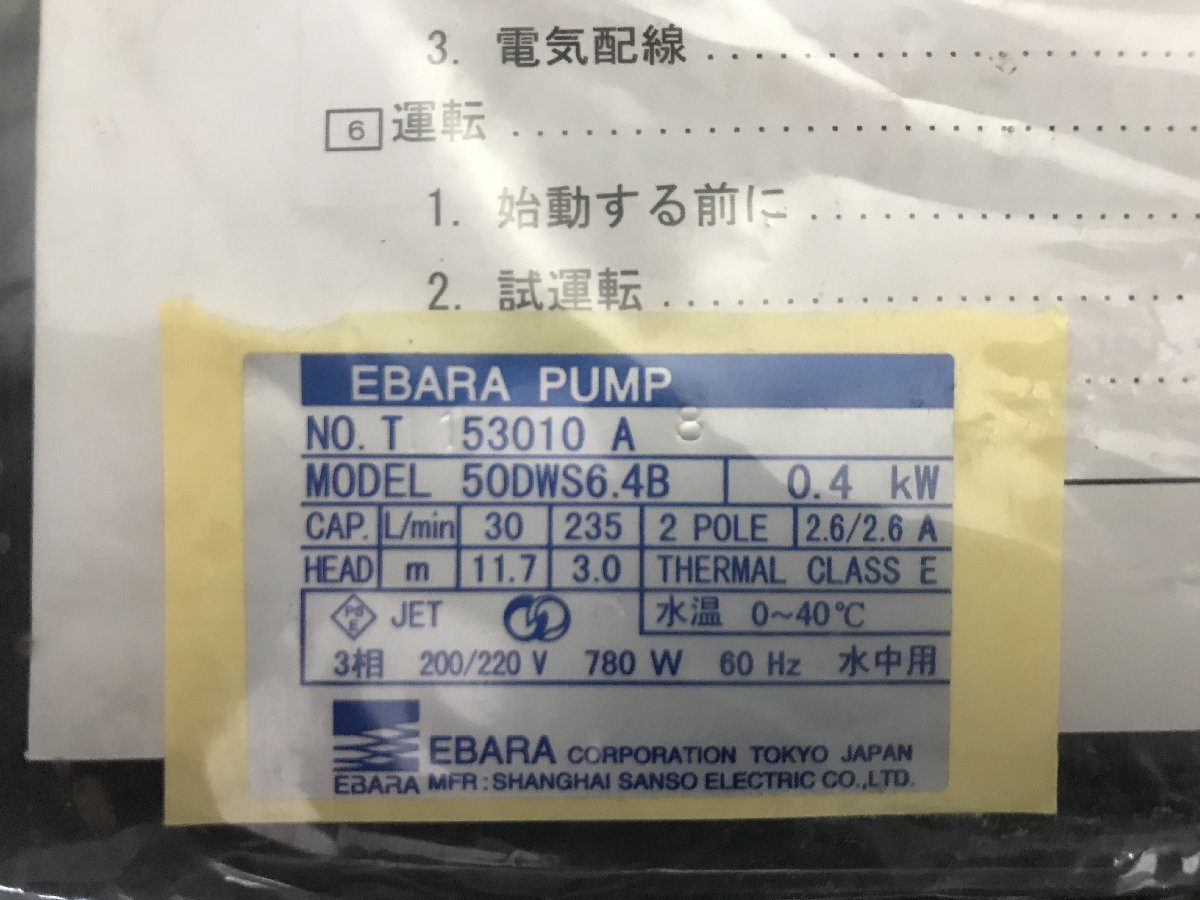 3. 電気配線 ....................
6 運転 ....................
1. 始動する前に ....................
2. 試運転 ....................
EBARA PUMP
NO. T 153010 A 8
MODEL 50DWS6.4B 0.4 kW
CAP. L/min 30 235 2 POLE 2.6/2.6 A
HEAD m 11.7 3.0 THERMAL CLASS E
PS E JET 水温 0~40℃
3相 200/220 V 780 W 60 Hz 水中用
EBARA CORPORATION TOKYO JAPAN
EBARA MFR : SHANGHAI SANSO ELECTRIC CO.,LTD.